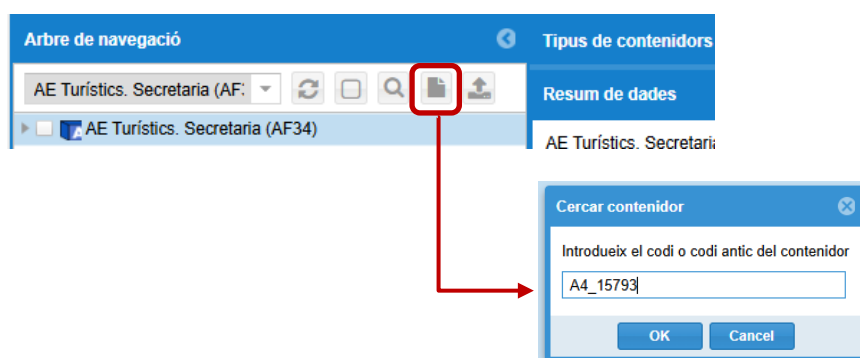 Arbre de navegació
Tipus de contenidors
AE Turístics. Secretaria (AF:
Resum de dades
AE Turístics. Secretaria (AF34)
AE Turístics. Secretaria
Cercar contenidor
Introdueix el codi o codi antic del contenidor
A4_15793
OK Cancel